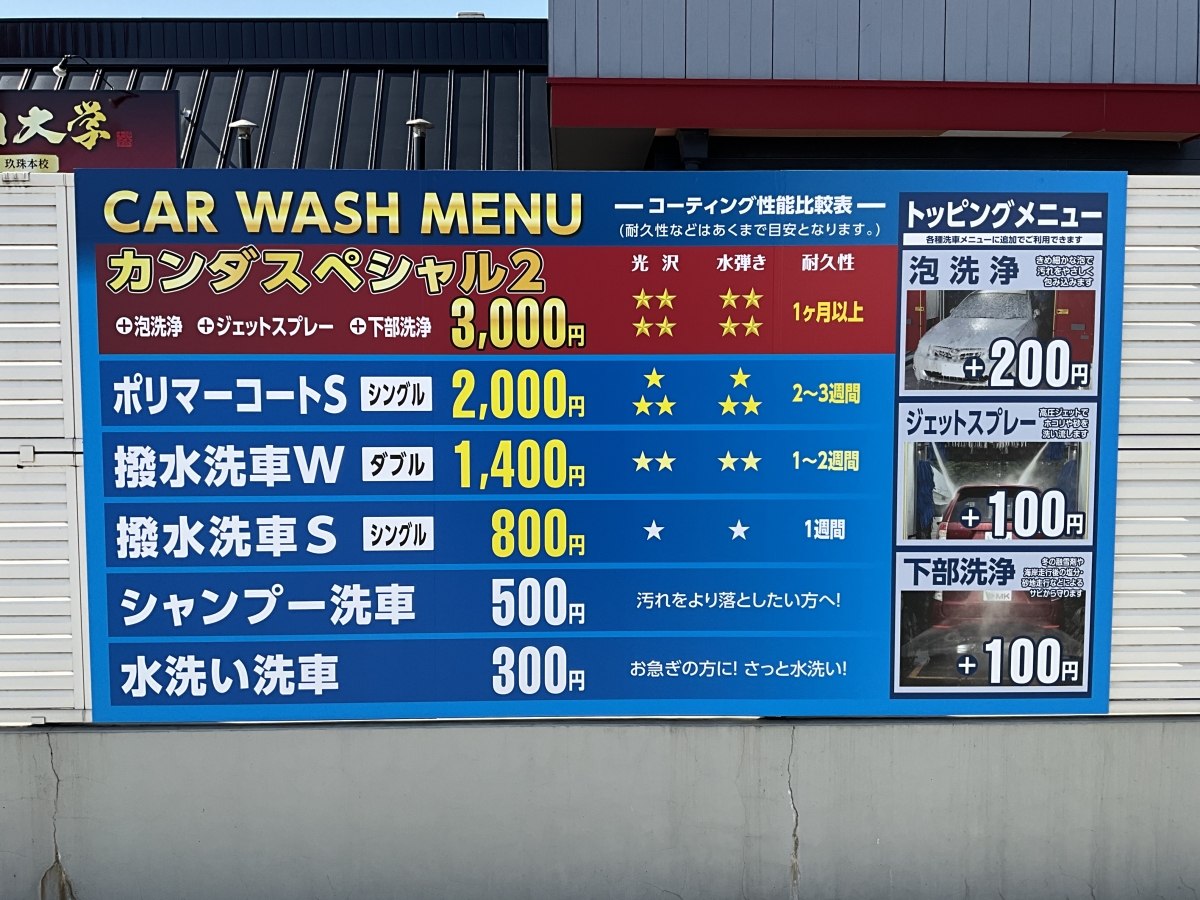 大学
玖珠本校
CAR WASH MENU
カンダスペシャル2
⊕泡洗浄 ⊕ジェットスプレー ⊕下部洗浄 3,000円
ー コーティング性能比較表 ー
(耐久性などはあくまで目安となります。)
光沢 水弾き 耐久性
★★ ★★
★★ ★★
1ヶ月以上
ポリマーコートS シングル 2,000円
★ ★
★★ ★★
2〜3週間
撥水洗車W ダブル 1,400円 ★★ ★★ 1〜2週間
撥水洗車S シングル 800円 ★ ★ 1週間
シャンプー洗車 500円 汚れをより落としたい方へ!
水洗い洗車 300円 お急ぎの方に! さっと水洗い!
トッピングメニュー
各種洗車メニューに追加でご利用できます
泡洗浄
きめ細かな泡で
汚れをやさしく
包み込みます
+200円
ジェットスプレー
高圧ジェットで
ホコリや砂を
洗い流します
+100円
下部洗浄
冬の融雪剤や
海岸走行後の塩分・
砂地走行などによる
サビから守ります
+100円